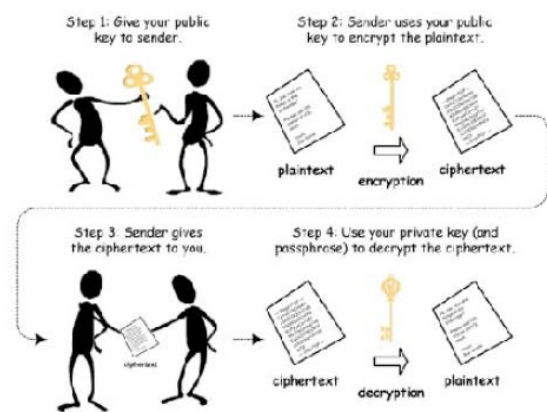 Step 1: Give your public
key to sender.
Step 2: Sender uses your public
key to encrypt the plaintext.
plaintext
encryption
ciphertext
Step 3: Sender gives
the ciphertext to you.
Step 4: Use your private key (and
passphrase) to decrypt the ciphertext.
ciphertext
ciphertext
decryption
plaintext